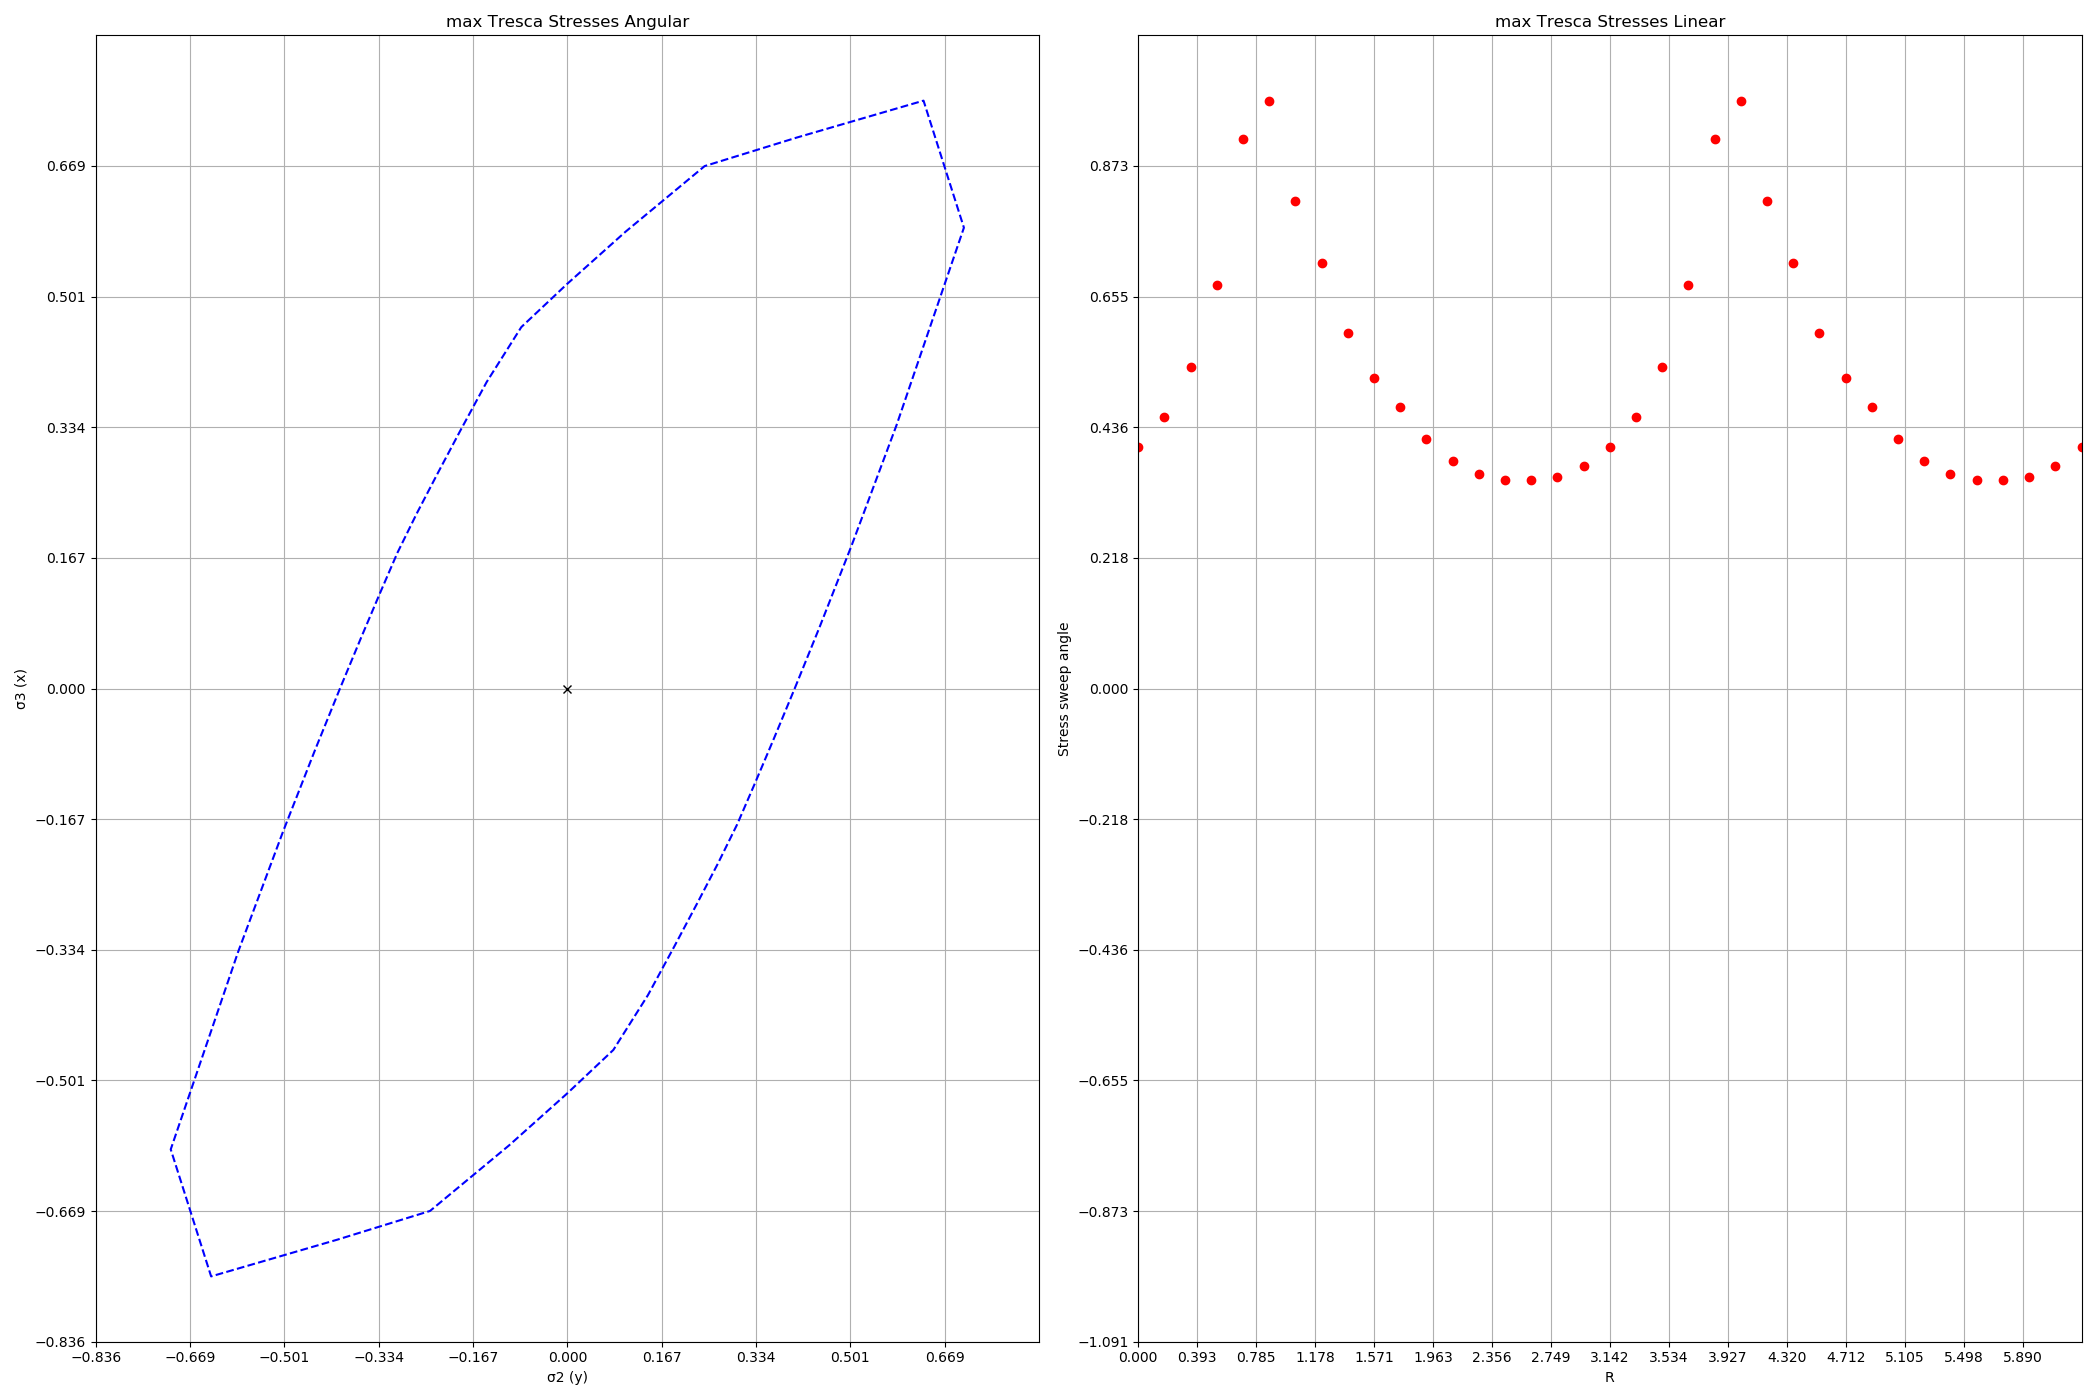 max Tresca Stresses Angular
max Tresca Stresses Linear
0.669
0.501
0.334
0.167
0.000
−0.167
−0.334
−0.501
−0.669
−0.836
σ3 (x)
−0.836 −0.669 −0.501 −0.334 −0.167 0.000 0.167 0.334 0.501 0.669
σ2 (y)
0.873
0.655
0.436
0.218
0.000
−0.218
−0.436
−0.655
−0.873
−1.091
Stress sweep angle
0.000 0.393 0.785 1.178 1.571 1.963 2.356 2.749 3.142 3.534 3.927 4.320 4.712 5.105 5.498 5.890
R